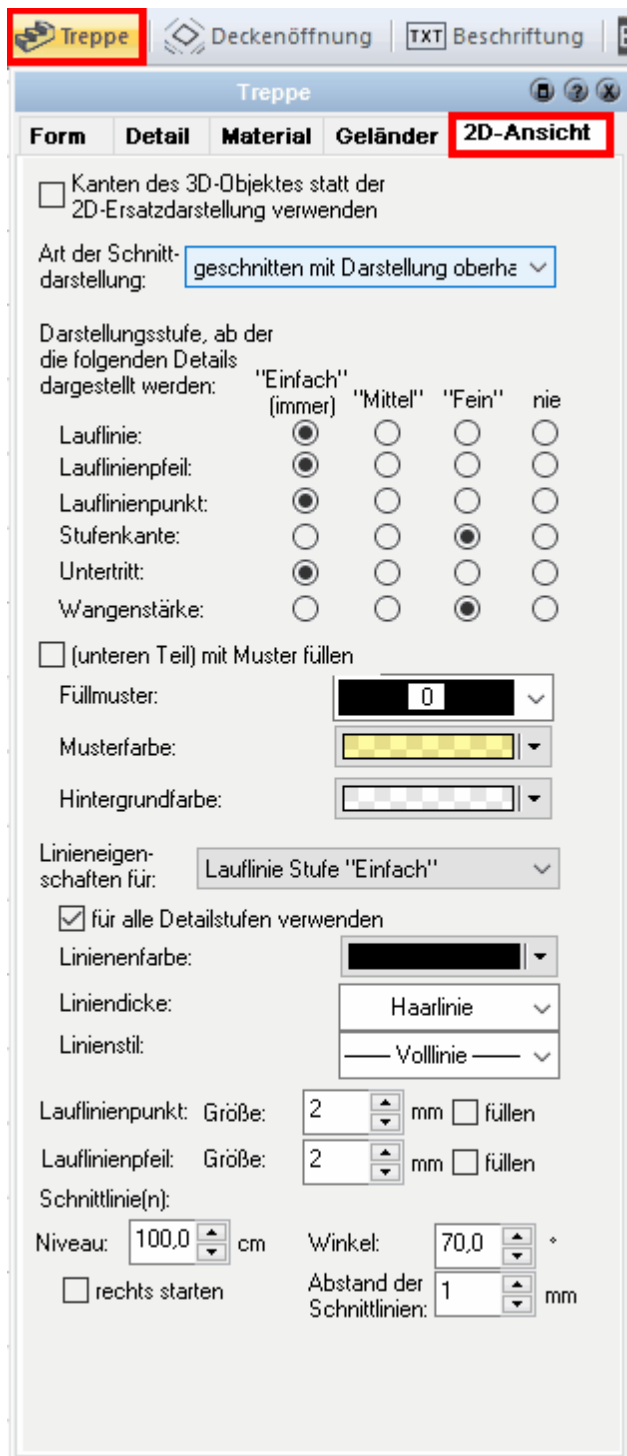 Treppe Deckenöffnung TXT Beschriftung
Treppe
Form Detail Material Geländer 2D-Ansicht
Kanten des 3D-Objektes statt der
2D-Ersatzdarstellung verwenden
Art der Schnitt-
darstellung: geschnitten mit Darstellung oberha
Darstellungsstufe, ab der
die folgenden Details
dargestellt werden:
"Einfach"
(immer) "Mittel" "Fein" nie
Lauflinie:
Lauflinienpfeil:
Lauflinienpunkt:
Stufenkante:
Untertritt:
Wangenstärke:
(unteren Teil) mit Muster füllen
Füllmuster: 0
Musterfarbe:
Hintergrundfarbe:
Linieneigen-
schaften für: Lauflinie Stufe "Einfach"
für alle Detailstufen verwenden
Linienenfarbe:
Liniendicke: Haarlinie
Linienstil: Volllinie
Lauflinienpunkt: Größe: 2 mm füllen
Lauflinienpfeil: Größe: 2 mm füllen
Schnittlinie(n):
Niveau: 100,0 cm Winkel: 70,0 °
rechts starten
Abstand der
Schnittlinien: 1 mm